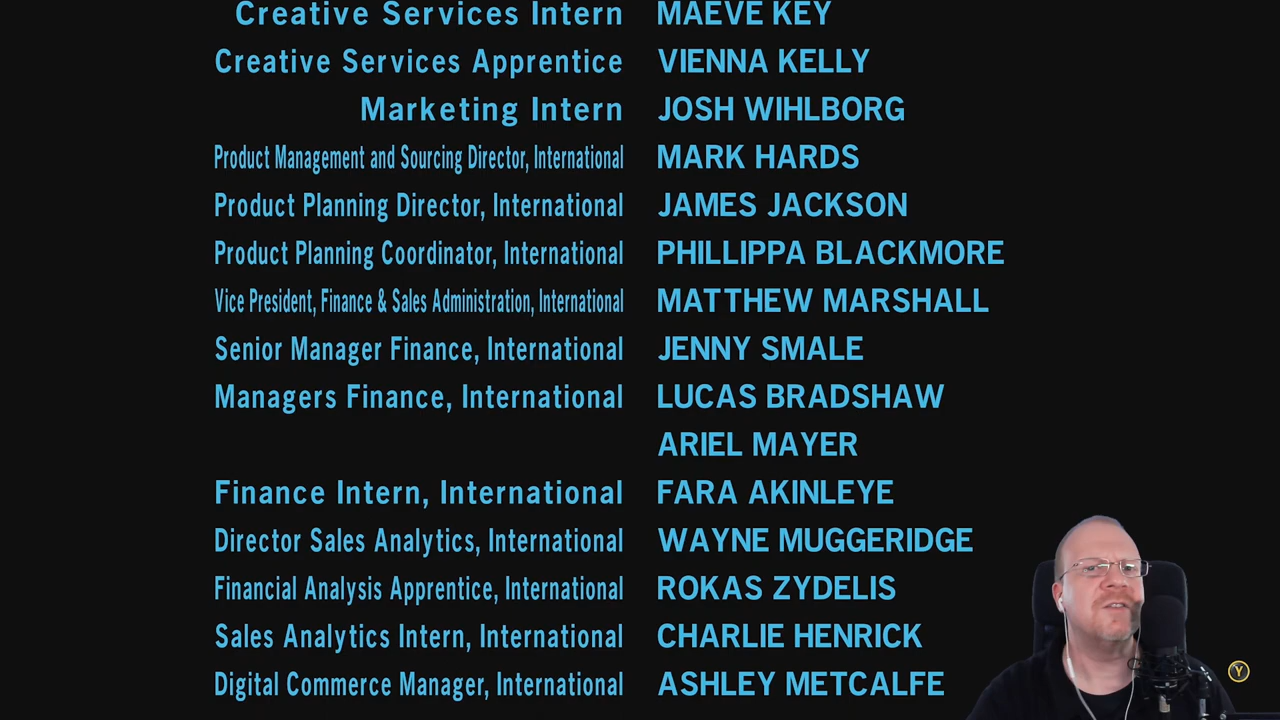 Creative Services Intern MAEVE KEY
Creative Services Apprentice VIENNA KELLY
Marketing Intern JOSH WIHLBORG
Product Management and Sourcing Director, International MARK HARDS
Product Planning Director, International JAMES JACKSON
Product Planning Coordinator, International PHILLIPPA BLACKMORE
Vice President, Finance & Sales Administration, International MATTHEW MARSHALL
Senior Manager Finance, International JENNY SMALE
Managers Finance, International LUCAS BRADSHAW
ARIEL MAYER
Finance Intern, International FARA AKINLEYE
Director Sales Analytics, International WAYNE MUGGERIDGE
Financial Analysis Apprentice, International ROKAS ZYDELIS
Sales Analytics Intern, International CHARLIE HENRICK
Y
Digital Commerce Manager, International ASHLEY METCALFE